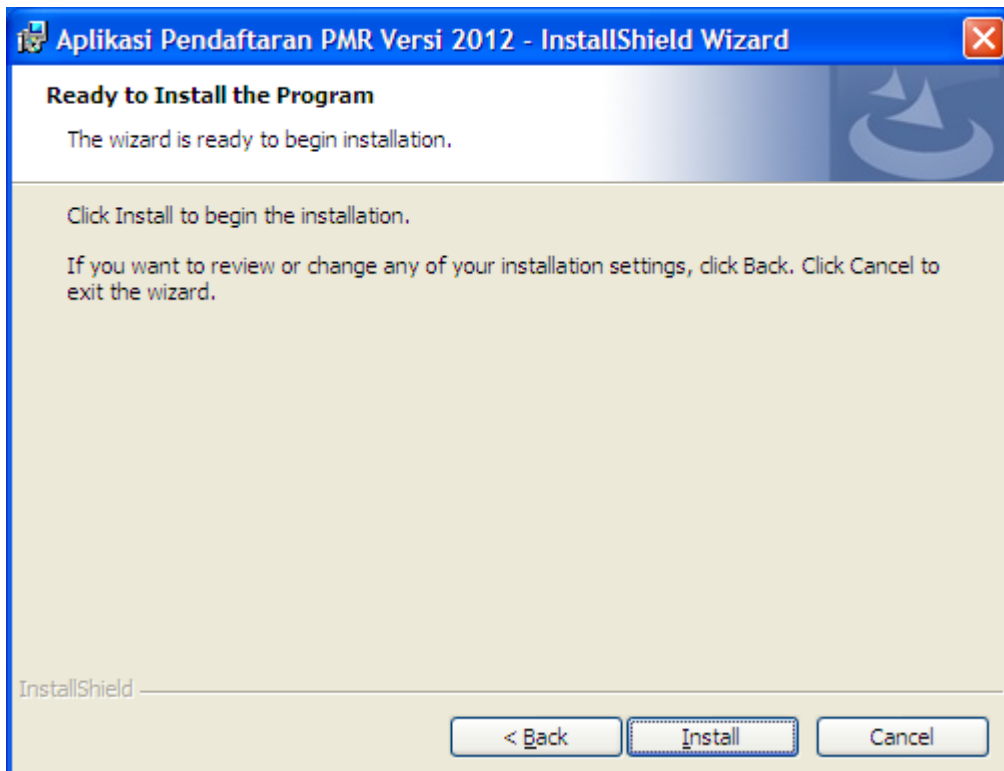 Aplikasi Pendaftaran PMR Versi 2012 - InstallShield Wizard
Ready to Install the Program
The wizard is ready to begin installation.
Click Install to begin the installation.
If you want to review or change any of your installation settings, click Back. Click Cancel to
exit the wizard.
InstallShield
< Back
Install
Cancel